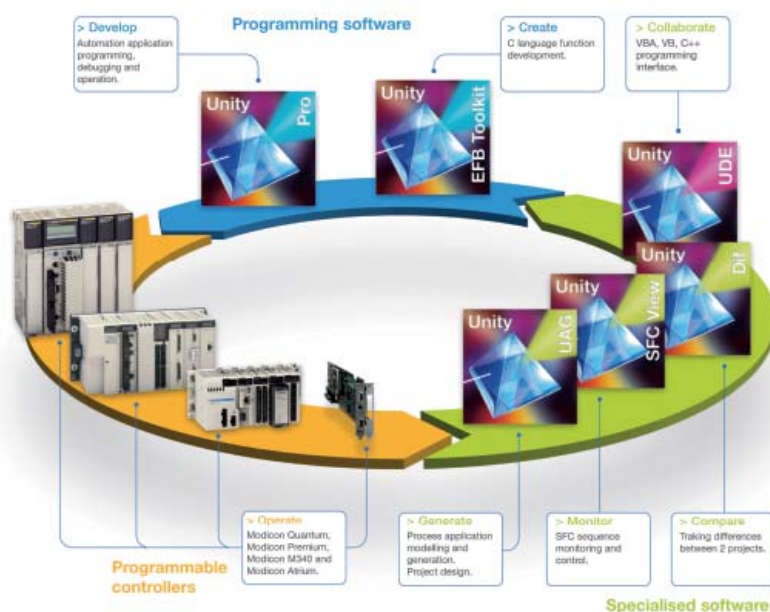 Programming software
> Develop
Automation application
programming,
debugging and
operation.
> Create
C language function
development.
> Collaborate
VBA, VB, C++
programming
interface.
Unity
Pro
Unity
EFB Toolkit
Unity
UDE
Dif
Unity
SFC View
Unity
UAG
> Operate
Modicon Quantum,
Modicon Premium,
Modicon M340 and
Modicon Atrium.
> Generate
Process application
modelling and
generation.
Project design.
> Monitor
SFC sequence
monitoring and
control.
> Compare
Traking differences
between 2 projects.
Programmable
controllers
Specialised software